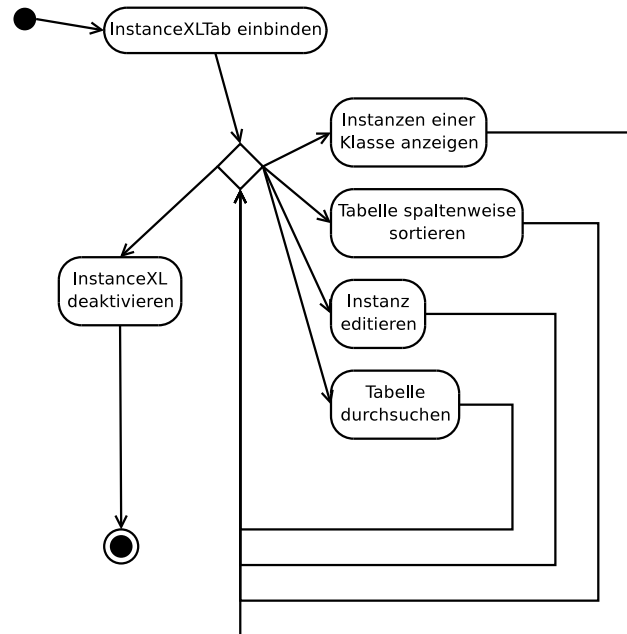 InstanceXLTab einbinden
Instanzen einer
Klasse anzeigen
Tabelle spaltenweise
sortieren
InstanceXL
deaktivieren
Instanz
editieren
Tabelle
durchsuchen